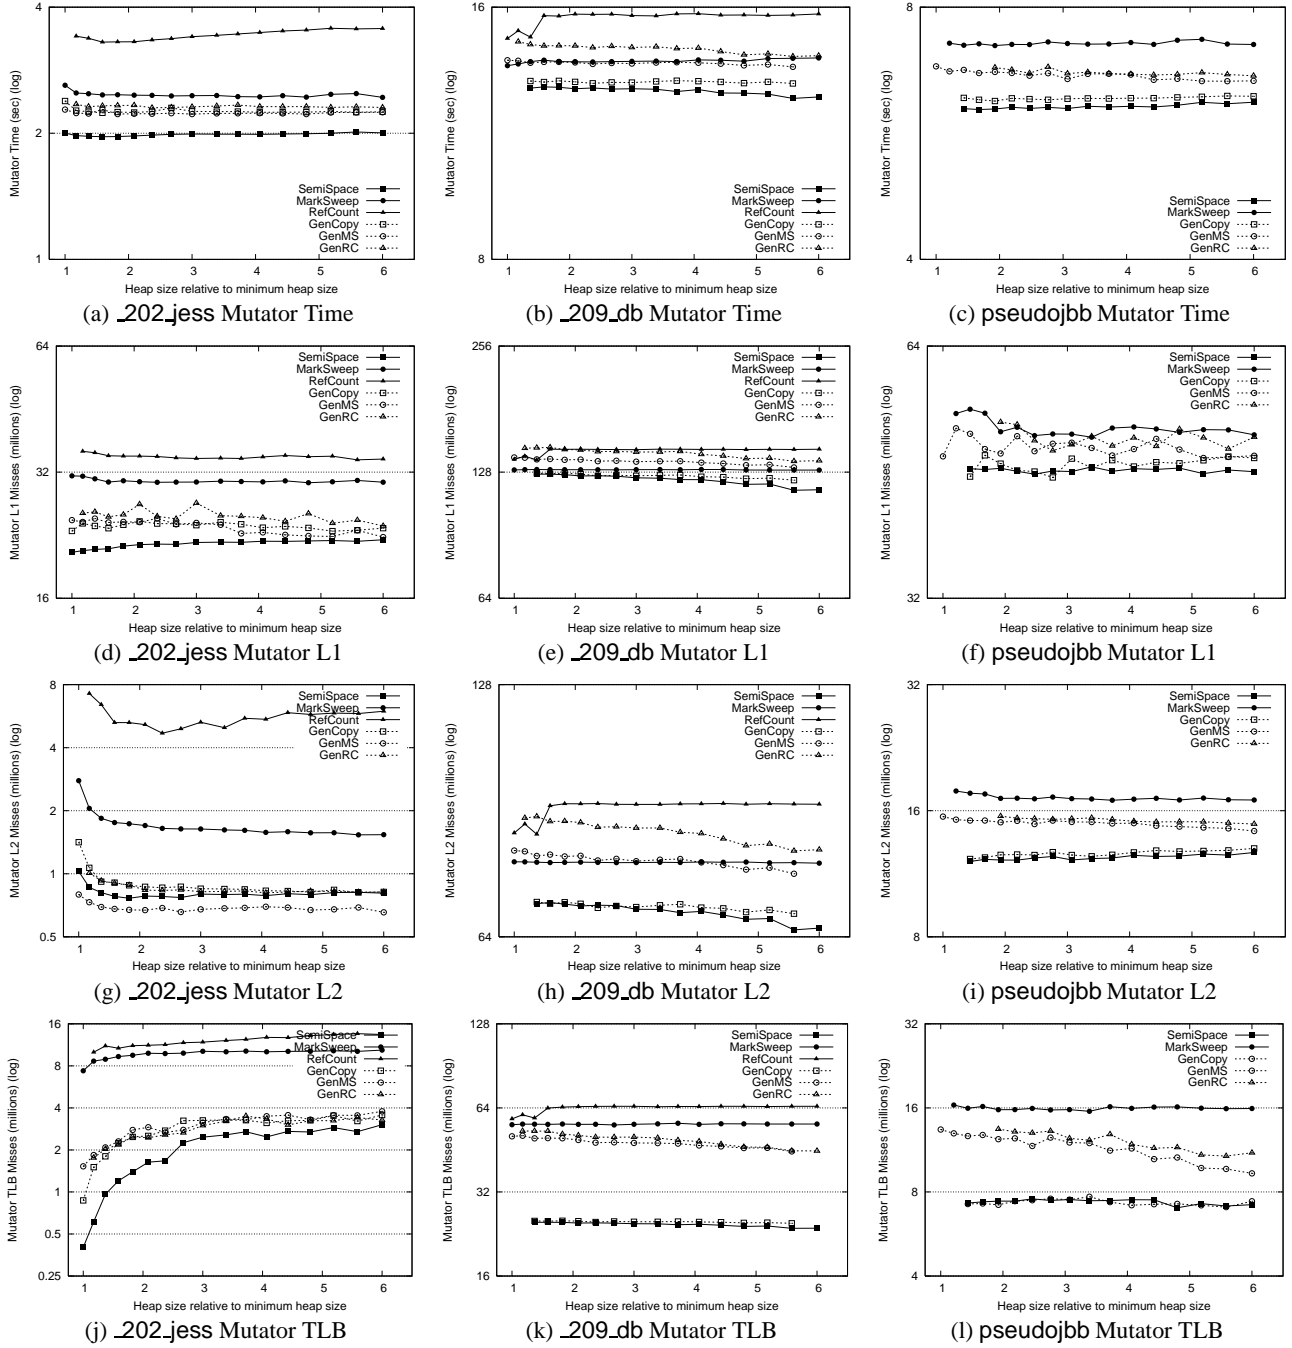 4
2
1
Mutator Time (sec) (log)
SemiSpace
MarkSweep
RefCount
GenCopy
GenMS
GenRC
1 2 3 4 5 6
Heap size relative to minimum heap size
(a) _202_jess Mutator Time
16
8
Mutator Time (sec) (log)
SemiSpace
MarkSweep
RefCount
GenCopy
GenMS
GenRC
1 2 3 4 5 6
Heap size relative to minimum heap size
(b) _209_db Mutator Time
8
4
Mutator Time (sec) (log)
SemiSpace
MarkSweep
GenCopy
GenMS
GenRC
1 2 3 4 5 6
Heap size relative to minimum heap size
(c) pseudojbb Mutator Time
64
32
16
Mutator L1 Misses (millions) (log)
SemiSpace
MarkSweep
RefCount
GenCopy
GenMS
GenRC
1 2 3 4 5 6
Heap size relative to minimum heap size
(d) _202_jess Mutator L1
256
128
64
Mutator L1 Misses (millions) (log)
SemiSpace
MarkSweep
RefCount
GenCopy
GenMS
GenRC
1 2 3 4 5 6
Heap size relative to minimum heap size
(e) _209_db Mutator L1
64
32
Mutator L1 Misses (millions) (log)
SemiSpace
MarkSweep
GenCopy
GenMS
GenRC
1 2 3 4 5 6
Heap size relative to minimum heap size
(f) pseudojbb Mutator L1
8
4
2
1
0.5
Mutator L2 Misses (millions) (log)
SemiSpace
MarkSweep
RefCount
GenCopy
GenMS
GenRC
1 2 3 4 5 6
Heap size relative to minimum heap size
(g) _202_jess Mutator L2
128
64
Mutator L2 Misses (millions) (log)
SemiSpace
MarkSweep
RefCount
GenCopy
GenMS
GenRC
1 2 3 4 5 6
Heap size relative to minimum heap size
(h) _209_db Mutator L2
32
16
8
Mutator L2 Misses (millions) (log)
SemiSpace
MarkSweep
GenCopy
GenMS
GenRC
1 2 3 4 5 6
Heap size relative to minimum heap size
(i) pseudojbb Mutator L2
16
8
4
2
1
0.5
0.25
Mutator TLB Misses (millions) (log)
SemiSpace
MarkSweep
RefCount
GenCopy
GenMS
GenRC
1 2 3 4 5 6
Heap size relative to minimum heap size
(j) _202_jess Mutator TLB
128
64
32
16
Mutator TLB Misses (millions) (log)
SemiSpace
MarkSweep
RefCount
GenCopy
GenMS
GenRC
1 2 3 4 5 6
Heap size relative to minimum heap size
(k) _209_db Mutator TLB
32
16
8
4
Mutator TLB Misses (millions) (log)
SemiSpace
MarkSweep
GenCopy
GenMS
GenRC
1 2 3 4 5 6
Heap size relative to minimum heap size
(l) pseudojbb Mutator TLB